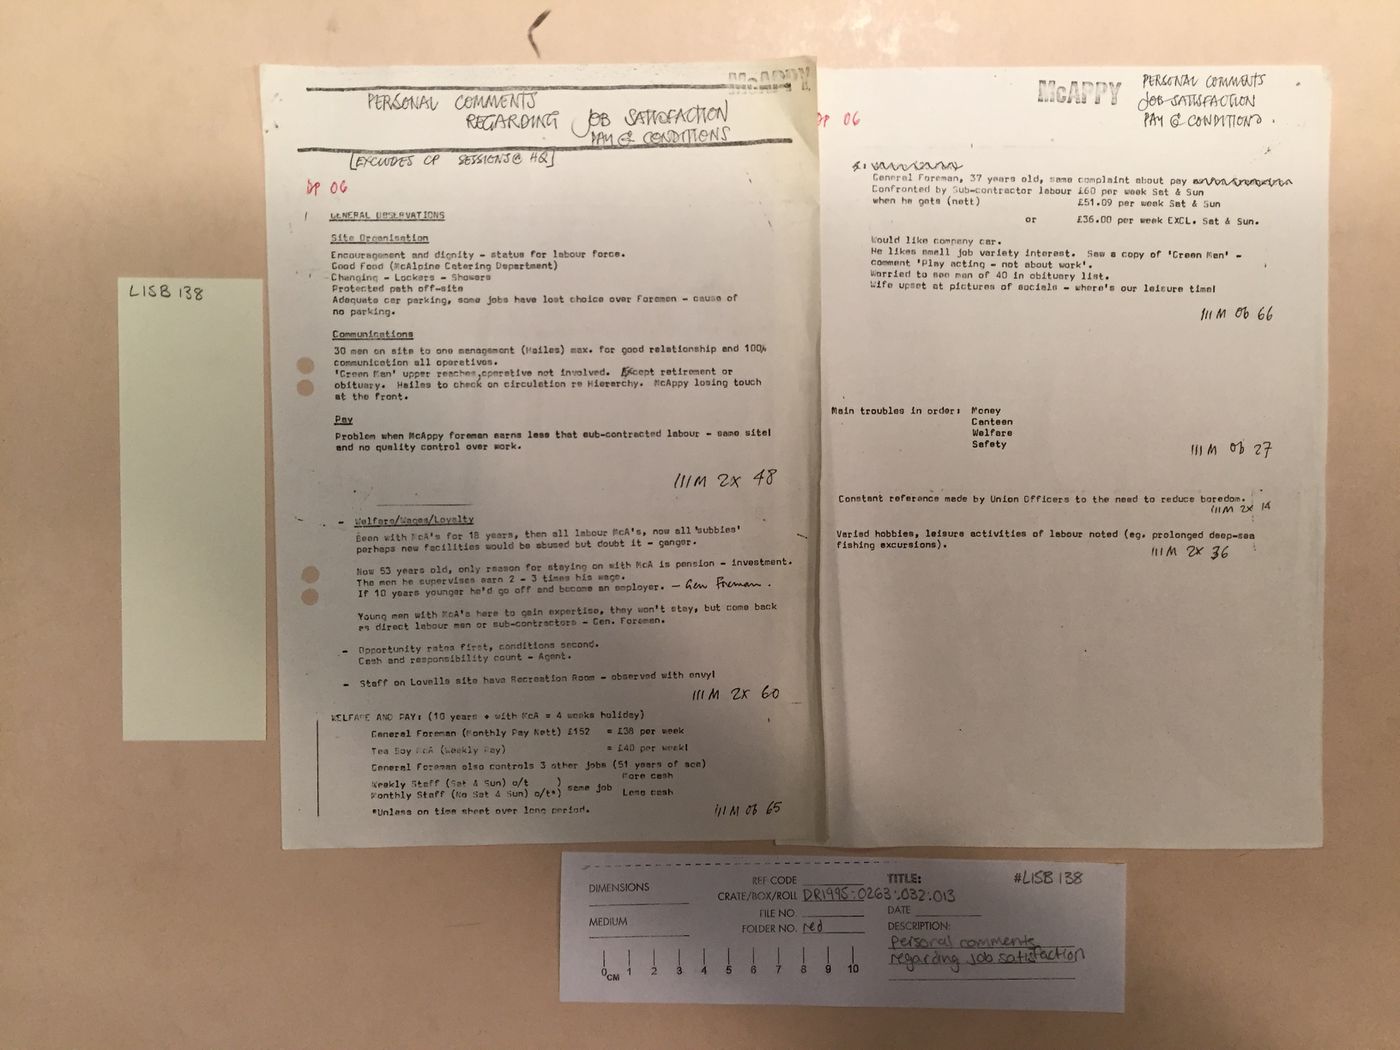 LISB 138
McAPPY
PERSONAL COMMENTS
REGARDING JOB SATISFACTION
PAY & CONDITIONS
[EXCLUDES CP SESSIONS @ HQ]
DP 06
1 GENERAL OBSERVATIONS
Site Organisation
Encouragement and dignity - status for labour force.
Good Food (McAlpine Catering Department)
Changing - Lockers - Showers
Protected path off-site
Adequate car parking, some jobs have lost choice over Foremen - cause of
no parking.
Communications
30 men on site to one management (Hailes) max. for good relationship and 100%
communication all operatives.
'Green Man' upper reaches, operative not involved. Except retirement or
obituary. Hailes to check on circulation re Hierarchy. McAppy losing touch
at the front.
Pay
Problem when McAppy foreman earns less that sub-contracted labour - same site!
and no quality control over work.
111M 2X 48
- Welfare/Wages/Loyalty
Been with McA's for 18 years, then all labour McA's, now all 'subbies'
perhaps new facilities would be abused but doubt it - ganger.
Now 53 years old, only reason for staying on with McA is pension - investment.
The men he supervises earn 2 - 3 times his wage.
If 10 years younger he'd go off and become an employer. - Gen Foreman.
Young men with McA's here to gain expertise, they won't stay, but come back
as direct labour men or sub-contractors - Gen. Foremen.
- Opportunity rates first, conditions second.
Cash and responsibility count - Agent.
- Staff on Lovells site have Recreation Room - observed with envy!
111M 2X 60
WELFARE AND PAY: (10 years + with McA = 4 weeks holiday)
General Foreman (Monthly Pay Nett) £152 = £38 per week
Tea Boy McA (Weekly Pay) = £40 per week!
General Foreman also controls 3 other jobs (51 years of age)
Weekly Staff (Sat & Sun) o/t ) same job More cash
Monthly Staff (No Sat & Sun) o/t*) Less cash
*Unless on time sheet over long period.
111M 0b 65
McAPPY
PERSONAL COMMENTS
JOB SATISFACTION
PAY & CONDITIONS.
DP 06
General Foreman, 37 years old, same complaint about pay
Confronted by Sub-contractor labour £60 per week Sat & Sun
when he gets (nett) £51.09 per week Sat & Sun
or £36.00 per week EXCL. Sat & Sun.
Would like company car.
He likes small job variety interest. Saw a copy of 'Green Men' -
comment 'Play acting - not about work'.
Worried to see men of 40 in obituary list.
Wife upset at pictures of socials - where's our leisure time!
111M 0b 66
Main troubles in order: Money
Canteen
Welfare
Safety
111M 0b 27
Constant reference made by Union Officers to the need to reduce boredom.
111M 2X 14
Varied hobbies, leisure activities of labour noted (eg. prolonged deep-sea
fishing excursions).
111M 2X 36
DIMENSIONS
MEDIUM
REF CODE
CRATE/BOX/ROLL DR1995:0263:032:013
FILE NO.
FOLDER NO. red
TITLE: #LISB 138
DATE
DESCRIPTION:
Personal comments
regarding job satisfaction
0 CM 1 2 3 4 5 6 7 8 9 10